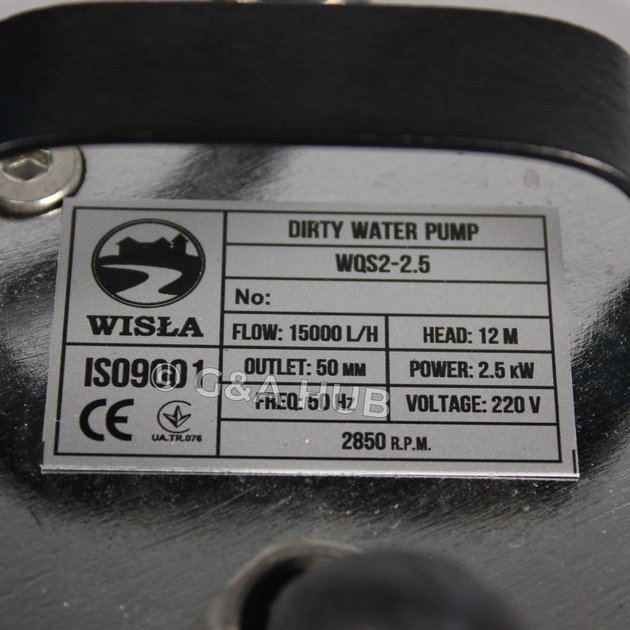 DIRTY WATER PUMP
WQS2-2.5
No:
WISŁA
FLOW: 15000 L/H
HEAD: 12 M
ISO9001
OUTLET: 50 MM
POWER: 2.5 KW
© G&A HUB
FREQ: 50 HZ
VOLTAGE: 220 V
CE
UA.TR.076
2850 R.P.M.